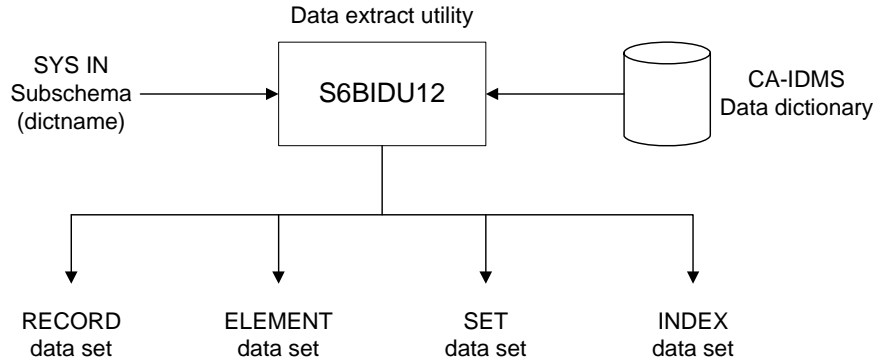 Data extract utility
SYS IN
Subschema
(dictname)
S6BIDU12
CA-IDMS
Data dictionary
RECORD
data set
ELEMENT
data set
SET
data set
INDEX
data set